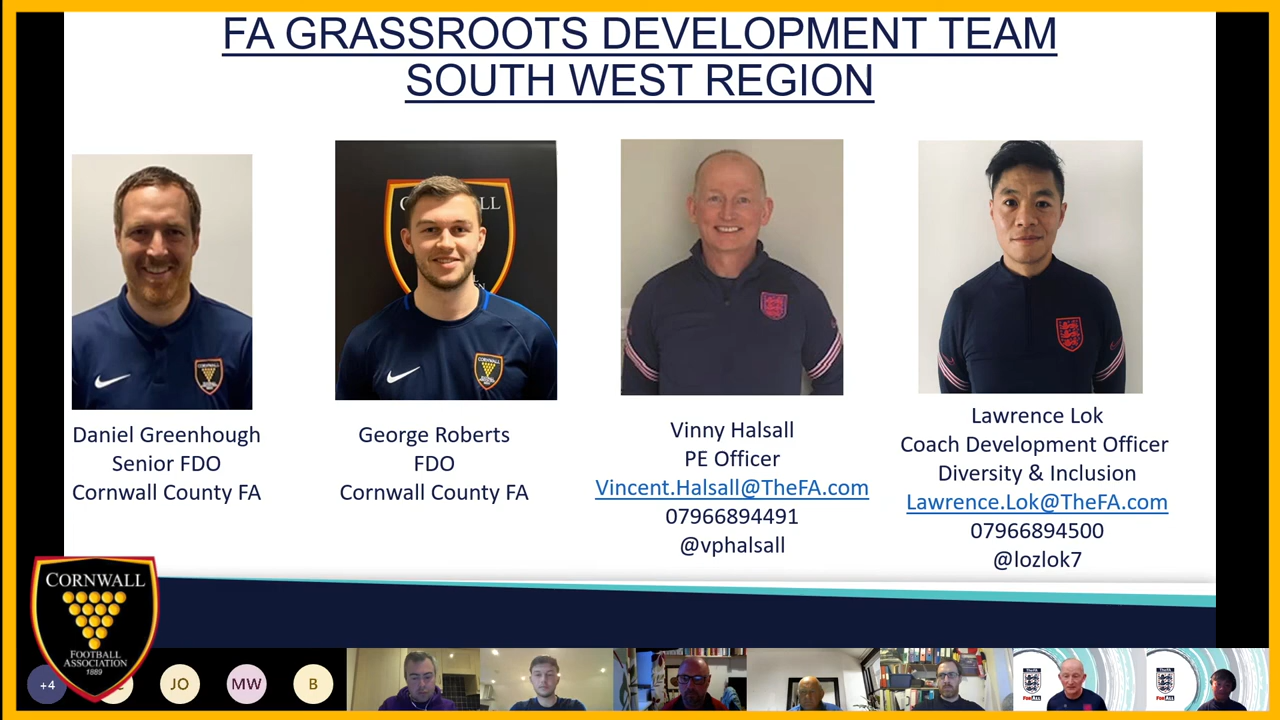 FA GRASSROOTS DEVELOPMENT TEAM
SOUTH WEST REGION
Daniel Greenhough
Senior FDO
Cornwall County FA
George Roberts
FDO
Cornwall County FA
Vinny Halsall
PE Officer
Vincent.Halsall@TheFA.com
07966894491
@vphalsall
Lawrence Lok
Coach Development Officer
Diversity & Inclusion
Lawrence.Lok@TheFA.com
07966894500
@lozlok7
CORNWALL
FOOTBALL
ASSOCIATION
1889
+4
JO
MW
B